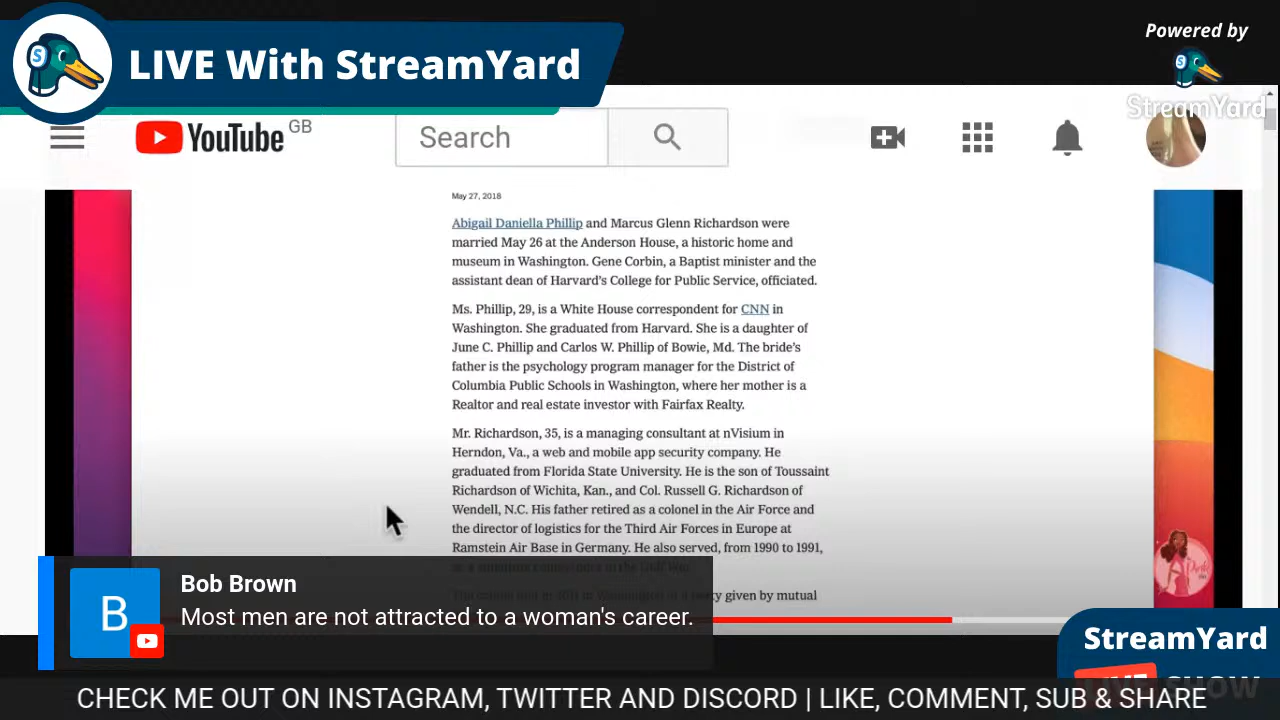 Powered by
LIVE With StreamYard
StreamYard
YouTube GB
Search
May 27, 2018
Abigail Daniella Phillip and Marcus Glenn Richardson were
married May 26 at the Anderson House, a historic home and
museum in Washington. Gene Corbin, a Baptist minister and the
assistant dean of Harvard's College for Public Service, officiated.
Ms. Phillip, 29, is a White House correspondent for CNN in
Washington. She graduated from Harvard. She is a daughter of
June C. Phillip and Carlos W. Phillip of Bowie, Md. The bride's
father is the psychology program manager for the District of
Columbia Public Schools in Washington, where her mother is a
Realtor and real estate investor with Fairfax Realty.
Mr. Richardson, 35, is a managing consultant at nVisium in
Herndon, Va., a web and mobile app security company. He
graduated from Florida State University. He is the son of Toussaint
Richardson of Wichita, Kan., and Col. Russell G. Richardson of
Wendell, N.C. His father retired as a colonel in the Air Force and
the director of logistics for the Third Air Forces in Europe at
Ramstein Air Base in Germany. He also served, from 1990 to 1991,
given by mutual
Pink
B
Bob Brown
Most men are not attracted to a woman's career.
StreamYard
LIVE SHOW
CHECK ME OUT ON INSTAGRAM, TWITTER AND DISCORD | LIKE, COMMENT, SUB & SHARE